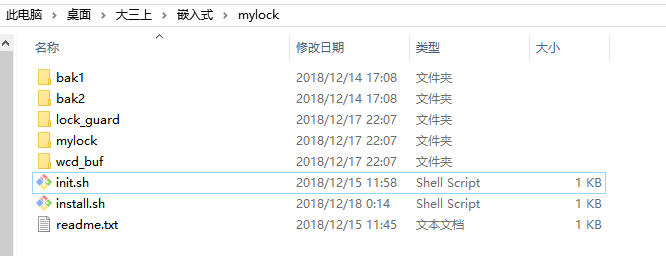 此电脑 > 桌面 > 大三上 > 嵌入式 > mylock
名称 修改日期 类型 大小
bak1 2018/12/14 17:08 文件夹
bak2 2018/12/14 17:08 文件夹
lock_guard 2018/12/17 22:07 文件夹
mylock 2018/12/17 22:07 文件夹
wcd_buf 2018/12/17 22:07 文件夹
init.sh 2018/12/15 11:58 Shell Script 1 KB
install.sh 2018/12/18 0:14 Shell Script 1 KB
readme.txt 2018/12/15 11:45 文本文档 1 KB